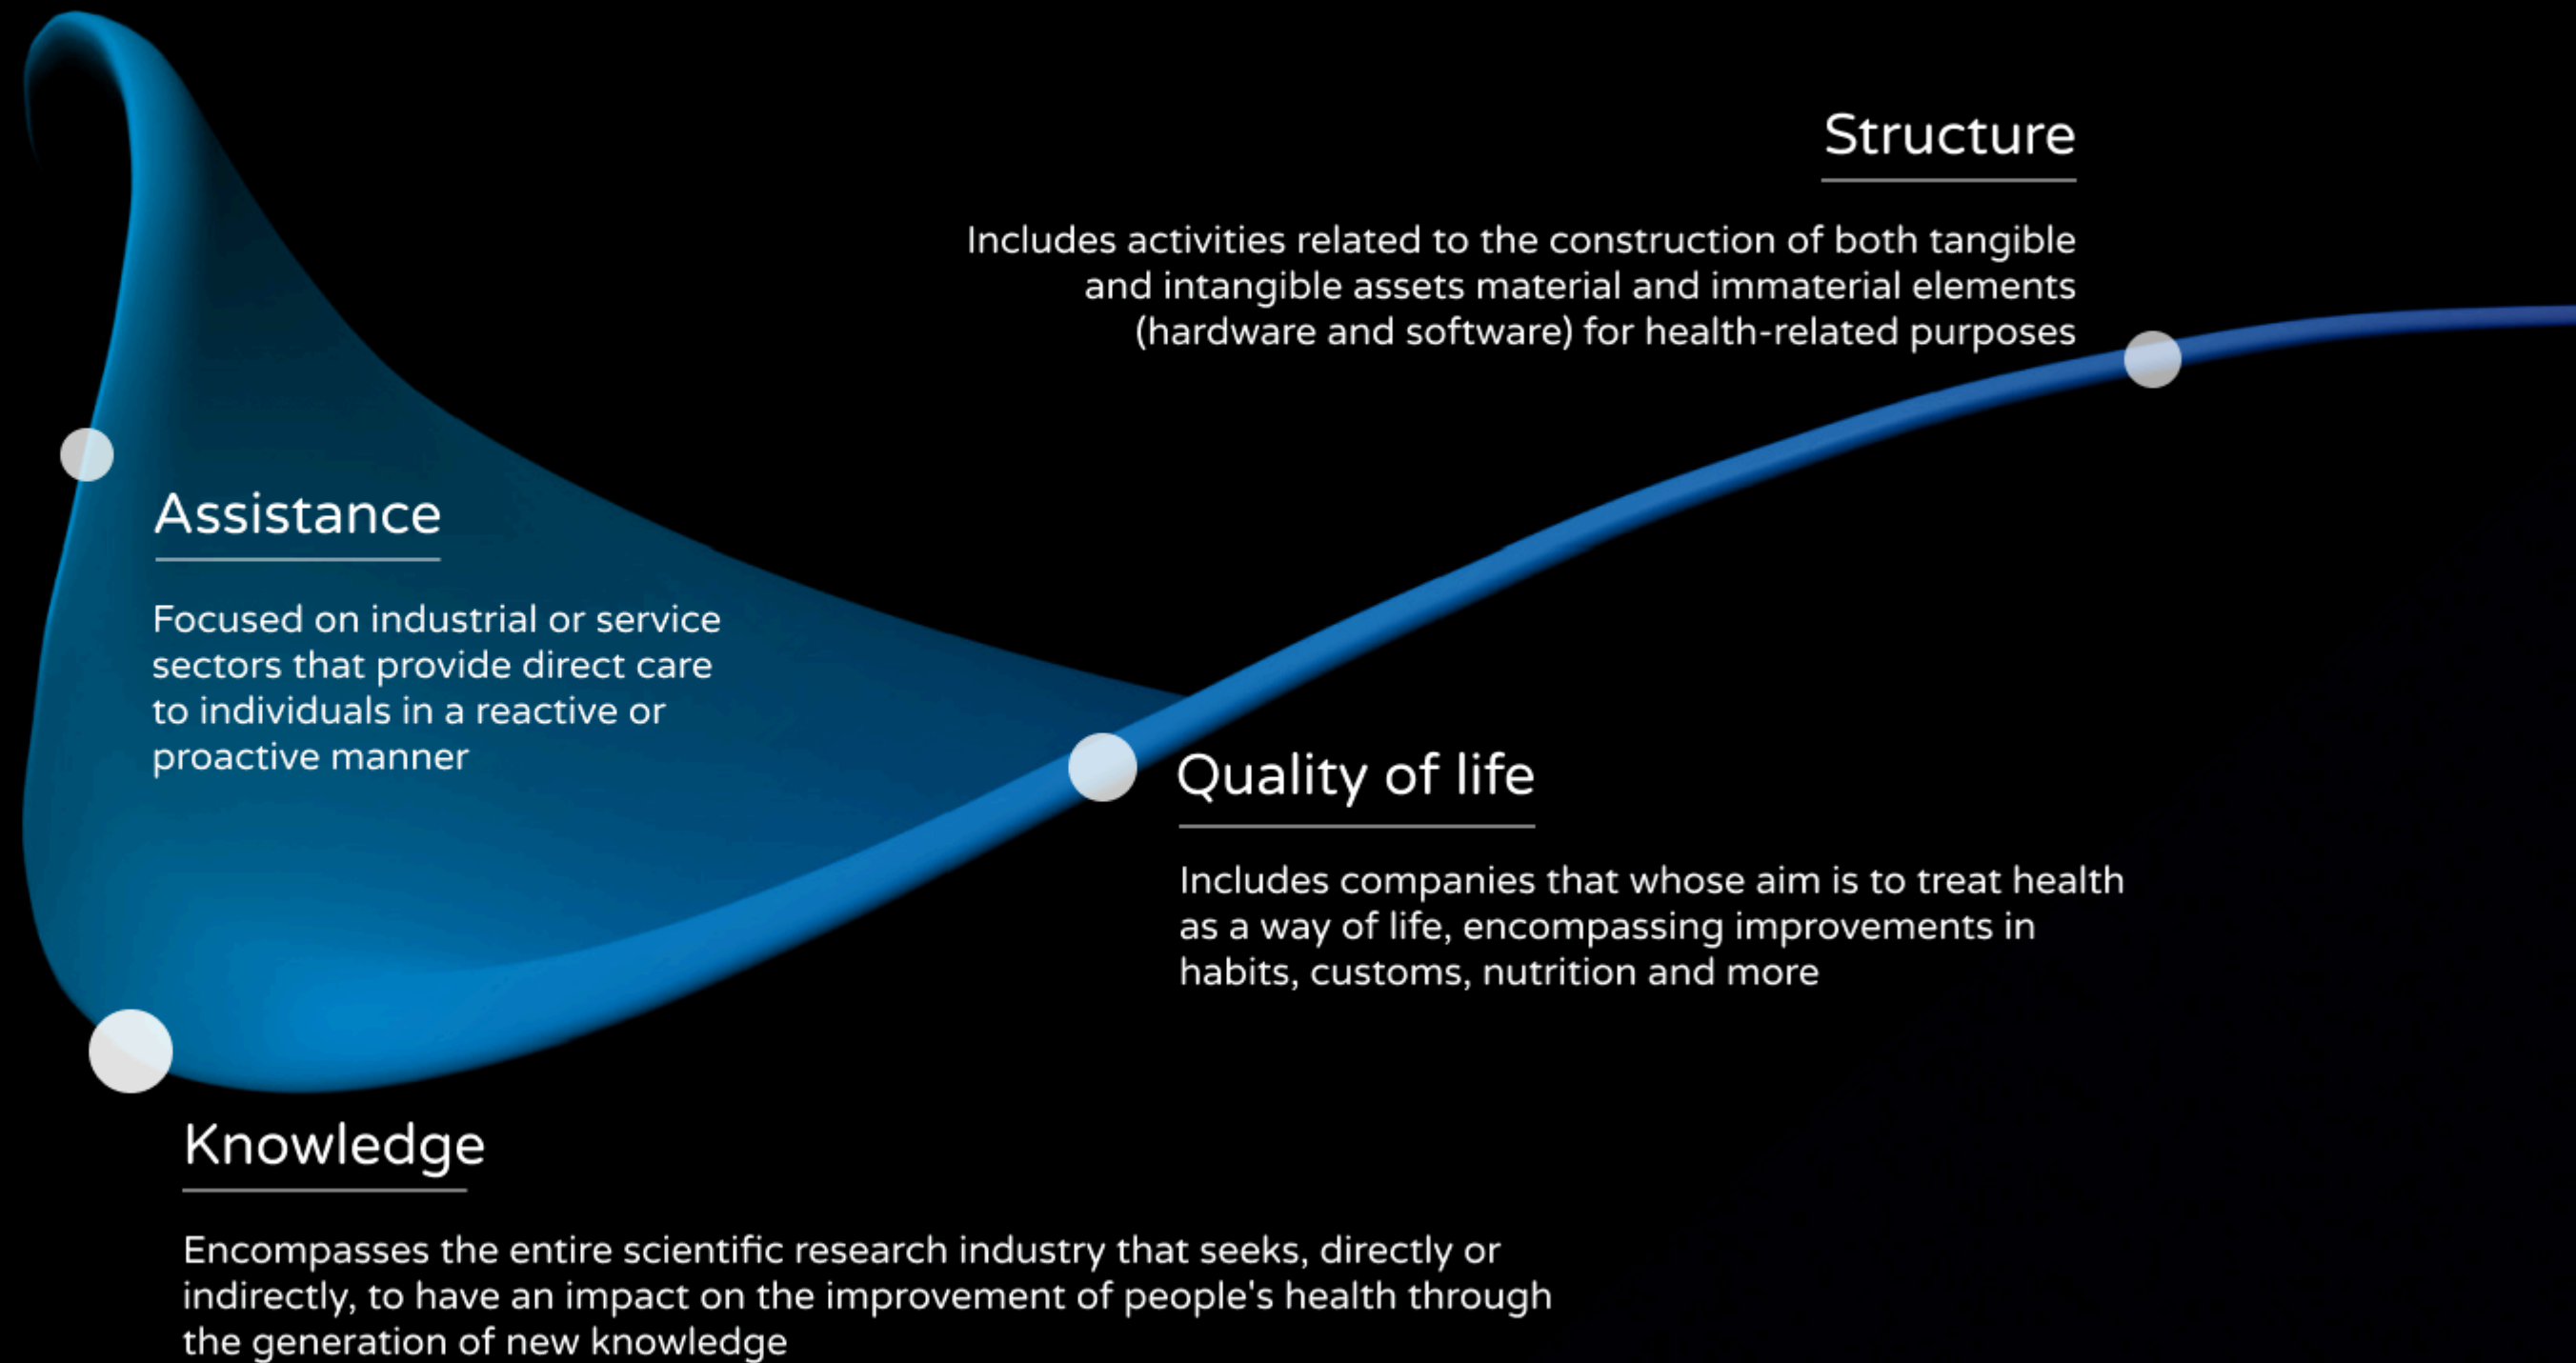 Structure
Includes activities related to the construction of both tangible
and intangible assets material and immaterial elements
(hardware and software) for health-related purposes
Assistance
Focused on industrial or service
sectors that provide direct care
to individuals in a reactive or
proactive manner
Quality of life
Includes companies that whose aim is to treat health
as a way of life, encompassing improvements in
habits, customs, nutrition and more
Knowledge
Encompasses the entire scientific research industry that seeks, directly or
indirectly, to have an impact on the improvement of people's health through
the generation of new knowledge